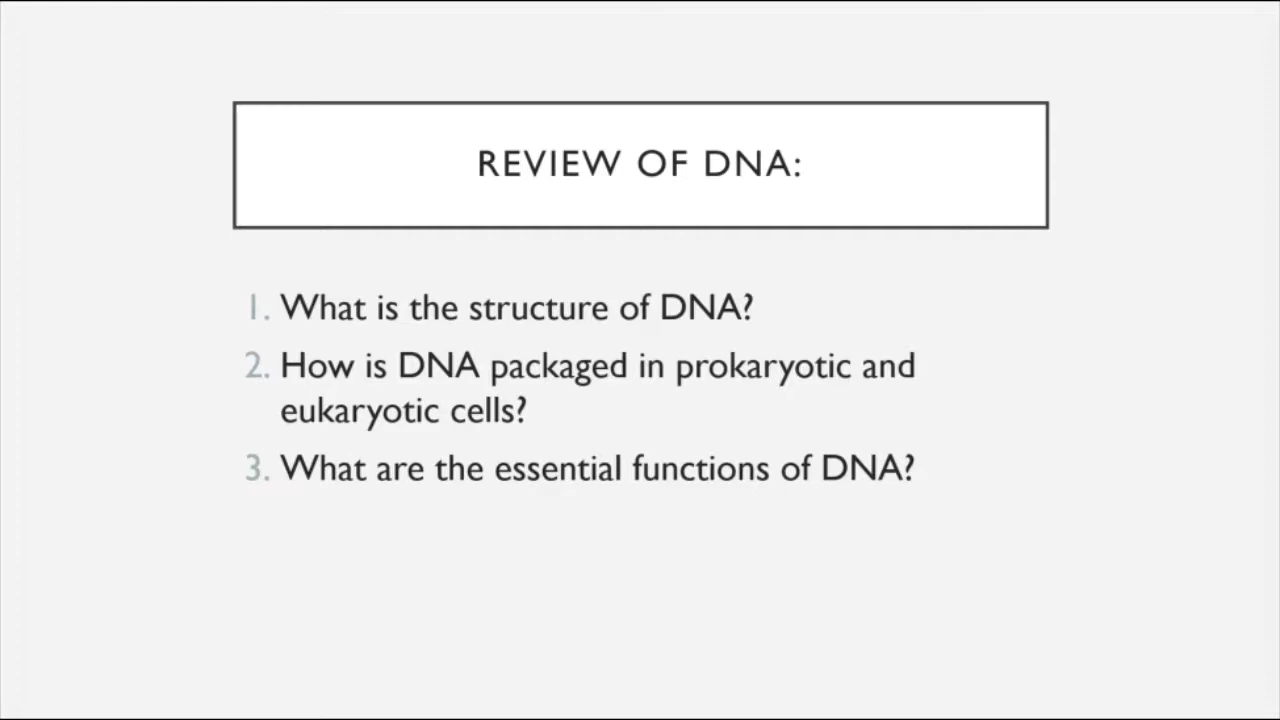 REVIEW OF DNA:
1. What is the structure of DNA?
2. How is DNA packaged in prokaryotic and
eukaryotic cells?
3. What are the essential functions of DNA?